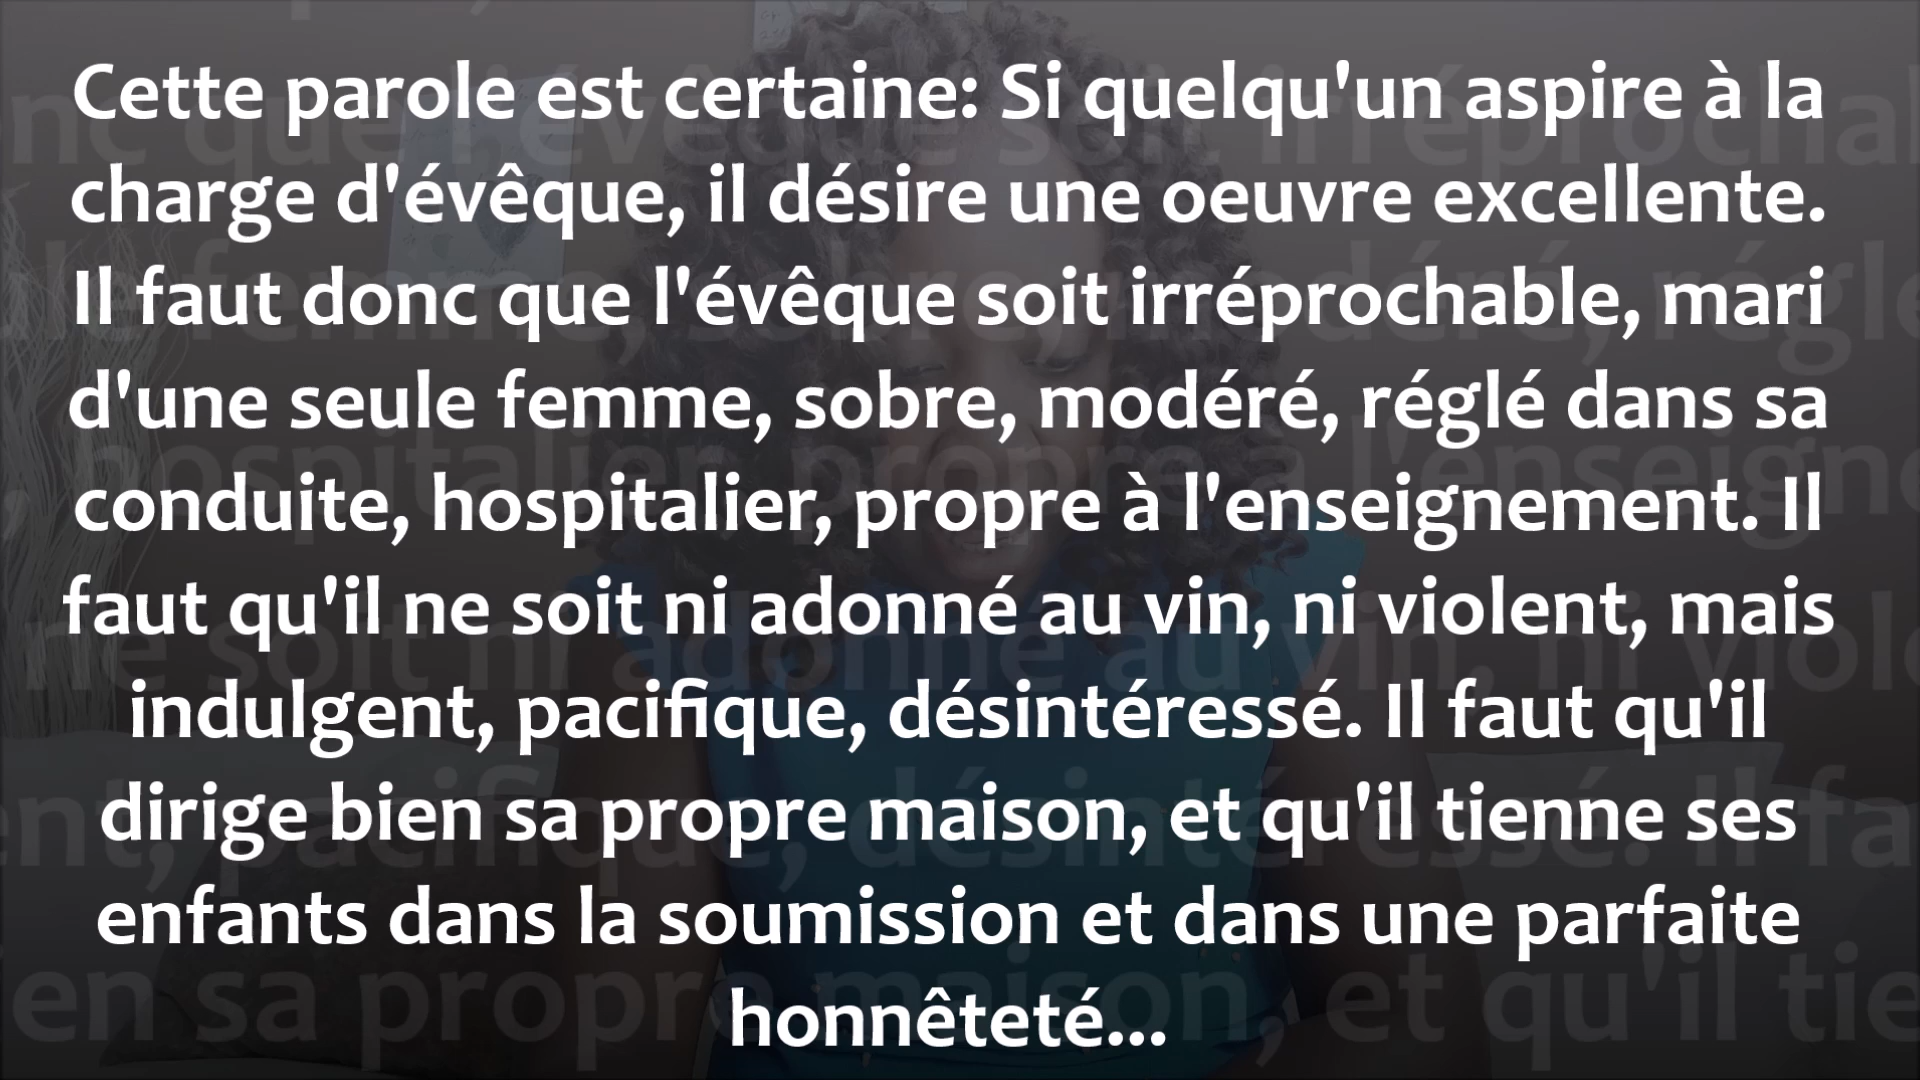 Cette parole est certaine: Si quelqu'un aspire à la
charge d'évêque, il désire une oeuvre excellente.
Il faut donc que l'évêque soit irréprochable, mari
d'une seule femme, sobre, modéré, réglé dans sa
conduite, hospitalier, propre à l'enseignement. Il
faut qu'il ne soit ni adonné au vin, ni violent, mais
indulgent, pacifique, désintéressé. Il faut qu'il
dirige bien sa propre maison, et qu'il tienne ses
enfants dans la soumission et dans une parfaite
honnêteté...